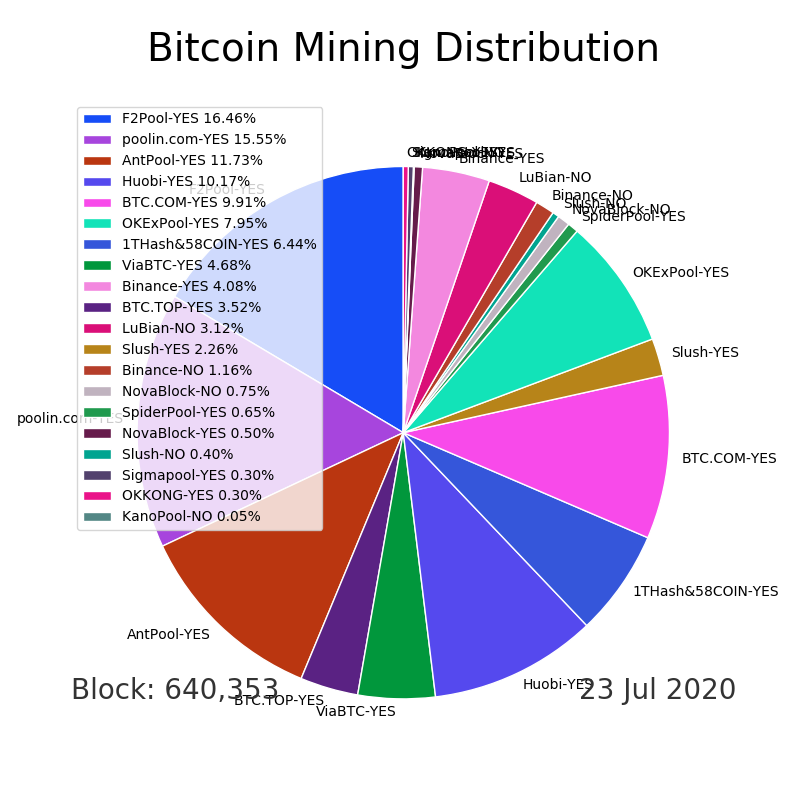 Bitcoin Mining Distribution
F2Pool-YES 16.46%
poolin.com-YES 15.55%
AntPool-YES 11.73%
Huobi-YES 10.17%
BTC.COM-YES 9.91%
OKExPool-YES 7.95%
1THash&58COIN-YES 6.44%
ViaBTC-YES 4.68%
Binance-YES 4.08%
BTC.TOP-YES 3.52%
LuBian-NO 3.12%
Slush-YES 2.26%
Binance-NO 1.16%
NovaBlock-NO 0.75%
SpiderPool-YES 0.65%
NovaBlock-YES 0.50%
Slush-NO 0.40%
Sigmapool-YES 0.30%
OKKONG-YES 0.30%
KanoPool-NO 0.05%
Binance-YES
LuBian-NO
F2Pool-YES
Binance-NO
Slush-NO
NovaBlock-NO
SpiderPool-YES
OKExPool-YES
Slush-YES
poolin.com-YES
BTC.COM-YES
1THash&58COIN-YES
AntPool-YES
Huobi-YES
BTC.TOP-YES
ViaBTC-YES
Block: 640,353
23 Jul 2020